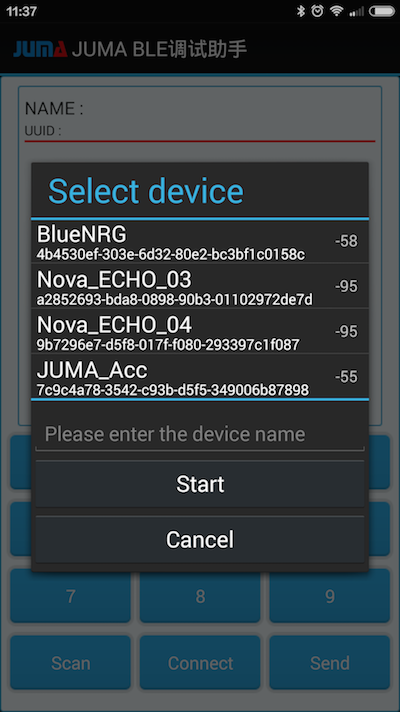 11:37
JUMA JUMA BLE调试助手
NAME :
UUID :
Select device
BlueNRG
4b4530ef-303e-6d32-80e2-bc3bf1c0158c
-58
Nova_ECHO_03
a2852693-bda8-0898-90b3-01102972de7d
-95
Nova_ECHO_04
9b7296e7-d5f8-017f-f080-293397c1f087
-95
JUMA_Acc
7c9c4a78-3542-c93b-d5f5-349006b87898
-55
Please enter the device name
Start
Cancel
7 8 9
Scan Connect Send